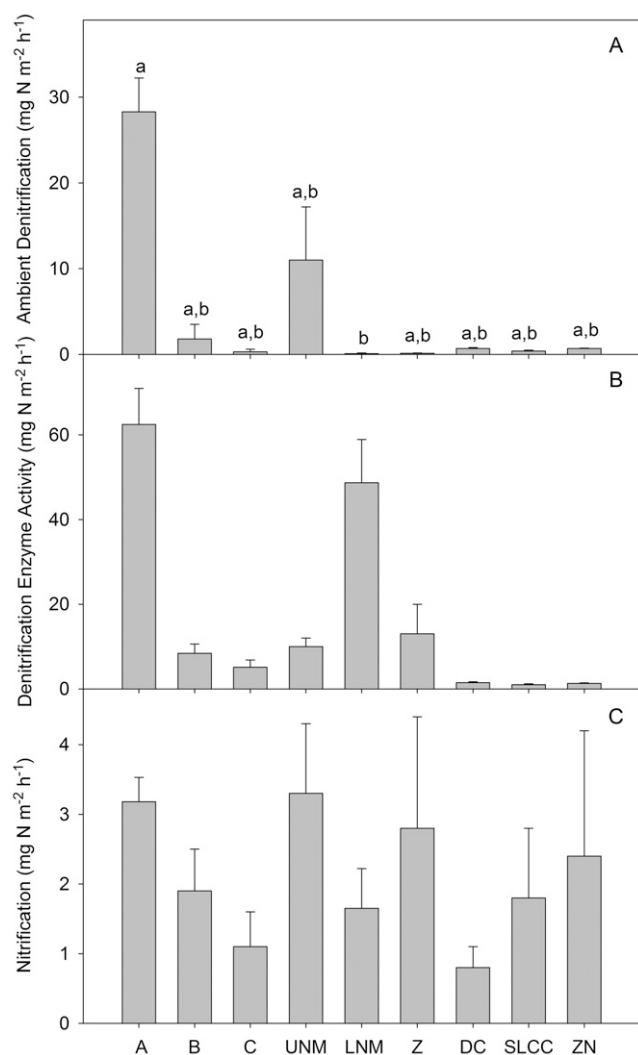 A
Ambient Denitrification (mg N m-2 h-1)
30
20
10
0
a
a,b
a,b
a,b
b
a,b
a,b
a,b
a,b
B
Denitrification Enzyme Activity (mg N m-2 h-1)
60
40
20
0
C
Nitrification (mg N m-2 h-1)
4
3
2
1
0
A B C UNM LNM Z DC SLCC ZN